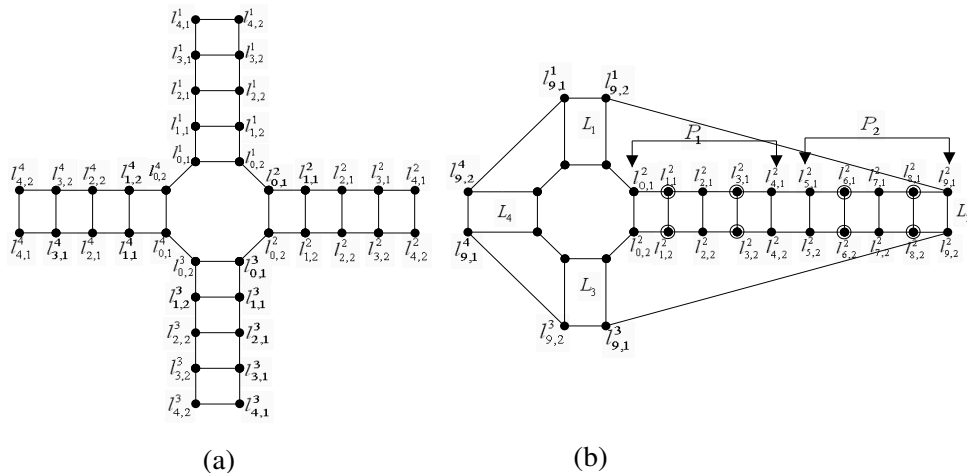 l^1_{4,1} l^1_{4,2}
l^1_{3,1} l^1_{3,2}
l^1_{2,1} l^1_{2,2}
l^1_{1,1} l^1_{1,2}
l^1_{0,1} l^1_{0,2}
l^4_{4,2} l^4_{3,2} l^4_{2,2} l^4_{1,2} l^4_{0,2} l^2_{0,1} l^2_{1,1} l^2_{2,1} l^2_{3,1} l^2_{4,1}
l^4_{4,1} l^4_{3,1} l^4_{2,1} l^4_{1,1} l^4_{0,1} l^2_{0,2} l^2_{1,2} l^2_{2,2} l^2_{3,2} l^2_{4,2}
l^3_{0,2} l^3_{0,1}
l^3_{1,2} l^3_{1,1}
l^3_{2,2} l^3_{2,1}
l^3_{3,2} l^3_{3,1}
l^3_{4,2} l^3_{4,1}
(a)
l^1_{9,1} l^1_{9,2}
L_1
P_1 P_2
l^4_{9,2} l^2_{0,1} l^2_{1,1} l^2_{2,1} l^2_{3,1} l^2_{4,1} l^2_{5,1} l^2_{6,1} l^2_{7,1} l^2_{8,1} l^2_{9,1}
L_4
l^4_{9,1} l^2_{0,2} l^2_{1,2} l^2_{2,2} l^2_{3,2} l^2_{4,2} l^2_{5,2} l^2_{6,2} l^2_{7,2} l^2_{8,2} l^2_{9,2}
L_3
l^3_{9,2} l^3_{9,1}
(b)